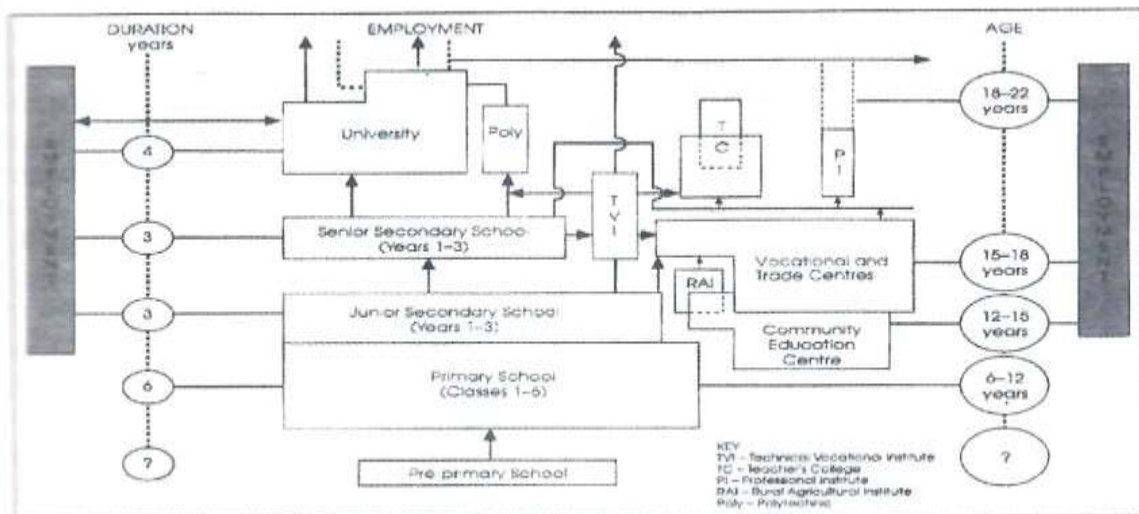 DURATION
years
EMPLOYMENT
AGE
18–22
years
University
Poly
T
C
P
I
4
T
V
I
3
Senior Secondary School
(Years 1–3)
Vocational and
Trade Centres
15–18
years
RAI
3
Junior Secondary School
(Years 1–3)
Community
Education
Centre
12–15
years
6
Primary School
(Classes 1–6)
6–12
years
?
Pre-primary School
?
KEY
TVI – Technical Vocational Institute
TC – Teacher's College
PI – Professional Institute
RAI – Rural Agricultural Institute
Poly – Polytechnic